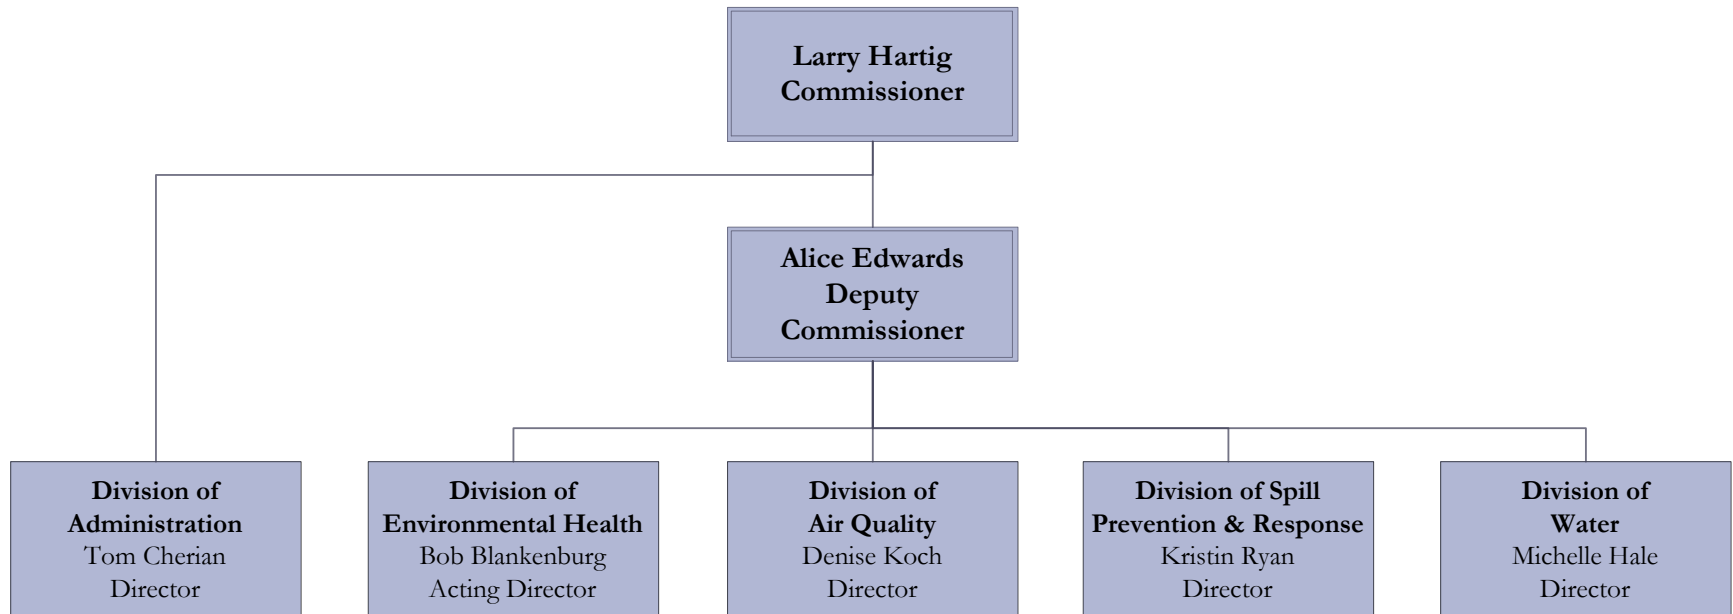 Larry Hartig
Commissioner
Alice Edwards
Deputy
Commissioner
Division of
Administration
Tom Cherian
Director
Division of
Environmental Health
Bob Blankenburg
Acting Director
Division of
Air Quality
Denise Koch
Director
Division of Spill
Prevention & Response
Kristin Ryan
Director
Division of
Water
Michelle Hale
Director